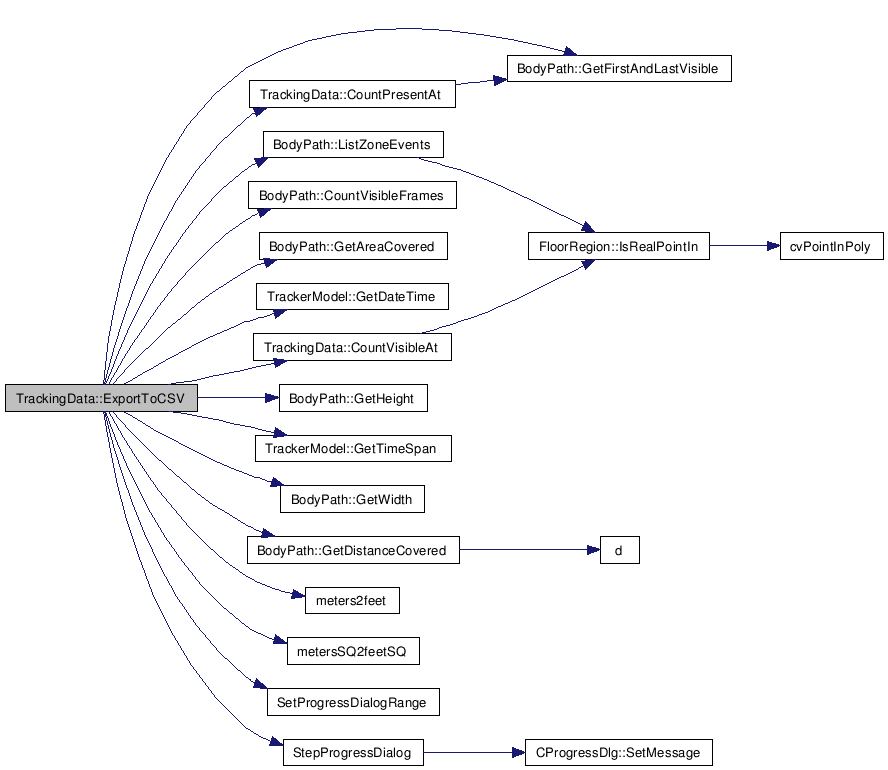 BodyPath::GetFirstAndLastVisible
TrackingData::CountPresentAt
BodyPath::ListZoneEvents
BodyPath::CountVisibleFrames
BodyPath::GetAreaCovered
FloorRegion::IsRealPointIn
cvPointInPoly
TrackerModel::GetDateTime
TrackingData::CountVisibleAt
TrackingData::ExportToCSV
BodyPath::GetHeight
TrackerModel::GetTimeSpan
BodyPath::GetWidth
BodyPath::GetDistanceCovered
d
meters2feet
metersSQ2feetSQ
SetProgressDialogRange
StepProgressDialog
CProgressDlg::SetMessage